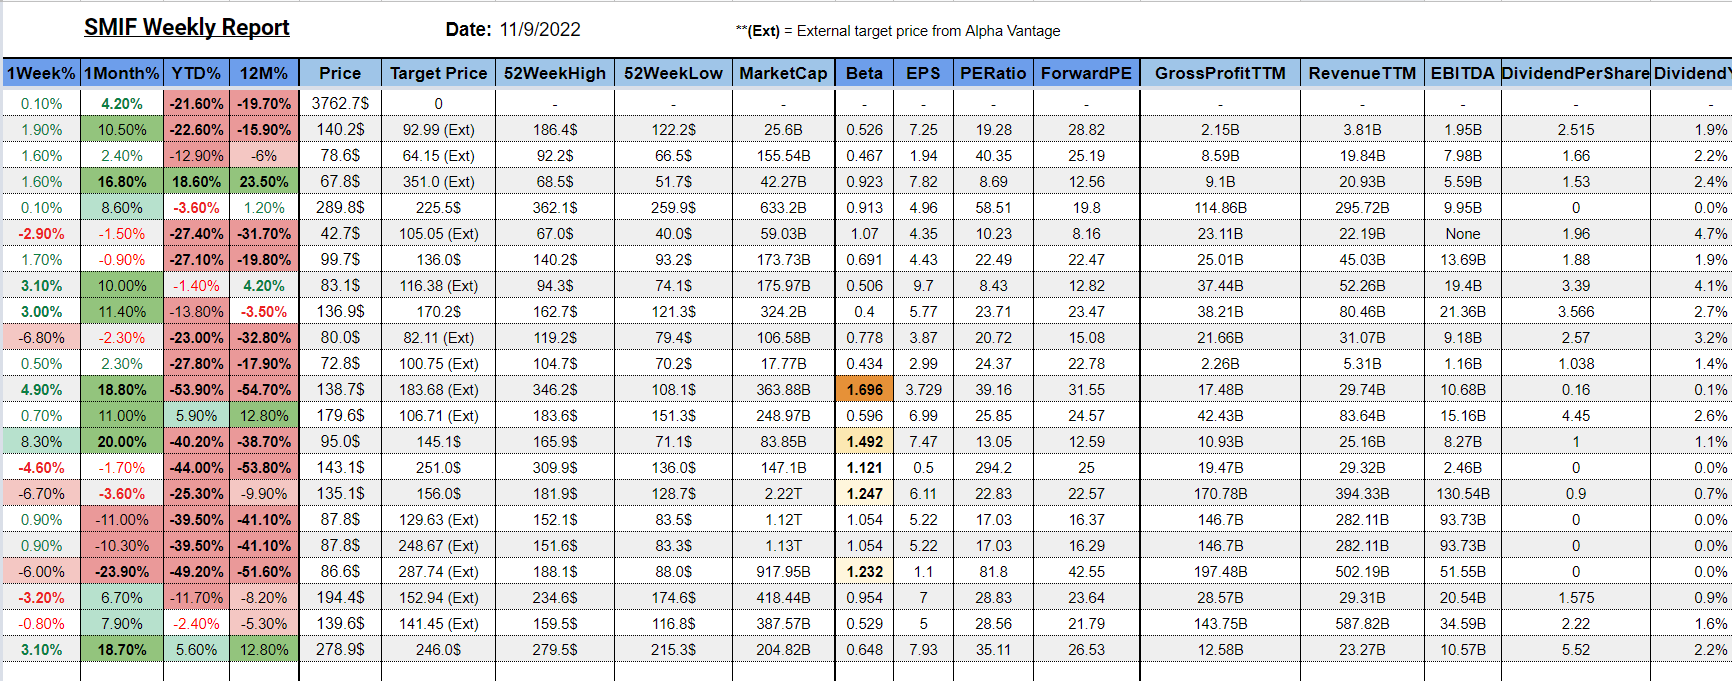 SMIF Weekly Report Date: 11/9/2022 **(Ext) = External target price from Alpha Vantage
1Week% 1Month% YTD% 12M% Price Target Price 52WeekHigh 52WeekLow MarketCap Beta EPS PERatio ForwardPE GrossProfitTTM RevenueTTM EBITDA DividendPerShare DividendY
0.10% 4.20% -21.60% -19.70% 3762.7$ 0 - - - - - - - - - - - -
1.90% 10.50% -22.60% -15.90% 140.2$ 92.99 (Ext) 186.4$ 122.2$ 25.6B 0.526 7.25 19.28 28.82 2.15B 3.81B 1.95B 2.515 1.9%
1.60% 2.40% -12.90% -6% 78.6$ 64.15 (Ext) 92.2$ 66.5$ 155.54B 0.467 1.94 40.35 25.19 8.59B 19.84B 7.98B 1.66 2.2%
1.60% 16.80% 18.60% 23.50% 67.8$ 351.0 (Ext) 68.5$ 51.7$ 42.27B 0.923 7.82 8.69 12.56 9.1B 20.93B 5.59B 1.53 2.4%
0.10% 8.60% -3.60% 1.20% 289.8$ 225.5$ 362.1$ 259.9$ 633.2B 0.913 4.96 58.51 19.8 114.86B 295.72B 9.95B 0 0.0%
-2.90% -1.50% -27.40% -31.70% 42.7$ 105.05 (Ext) 67.0$ 40.0$ 59.03B 1.07 4.35 10.23 8.16 23.11B 22.19B None 1.96 4.7%
1.70% -0.90% -27.10% -19.80% 99.7$ 136.0$ 140.2$ 93.2$ 173.73B 0.691 4.43 22.49 22.47 25.01B 45.03B 13.69B 1.88 1.9%
3.10% 10.00% -1.40% 4.20% 83.1$ 116.38 (Ext) 94.3$ 74.1$ 175.97B 0.506 9.7 8.43 12.82 37.44B 52.26B 19.4B 3.39 4.1%
3.00% 11.40% -13.80% -3.50% 136.9$ 170.2$ 162.7$ 121.3$ 324.2B 0.4 5.77 23.71 23.47 38.21B 80.46B 21.36B 3.566 2.7%
-6.80% -2.30% -23.00% -32.80% 80.0$ 82.11 (Ext) 119.2$ 79.4$ 106.58B 0.778 3.87 20.72 15.08 21.66B 31.07B 9.18B 2.57 3.2%
0.50% 2.30% -27.80% -17.90% 72.8$ 100.75 (Ext) 104.7$ 70.2$ 17.77B 0.434 2.99 24.37 22.78 2.26B 5.31B 1.16B 1.038 1.4%
4.90% 18.80% -53.90% -54.70% 138.7$ 183.68 (Ext) 346.2$ 108.1$ 363.88B 1.696 3.729 39.16 31.55 17.48B 29.74B 10.68B 0.16 0.1%
0.70% 11.00% 5.90% 12.80% 179.6$ 106.71 (Ext) 183.6$ 151.3$ 248.97B 0.596 6.99 25.85 24.57 42.43B 83.64B 15.16B 4.45 2.6%
8.30% 20.00% -40.20% -38.70% 95.0$ 145.1$ 165.9$ 71.1$ 83.85B 1.492 7.47 13.05 12.59 10.93B 25.16B 8.27B 1 1.1%
-4.60% -1.70% -44.00% -53.80% 143.1$ 251.0$ 309.9$ 136.0$ 147.1B 1.121 0.5 294.2 25 19.47B 29.32B 2.46B 0 0.0%
-6.70% -3.60% -25.30% -9.90% 135.1$ 156.0$ 181.9$ 128.7$ 2.22T 1.247 6.11 22.83 22.57 170.78B 394.33B 130.54B 0.9 0.7%
0.90% -11.00% -39.50% -41.10% 87.8$ 129.63 (Ext) 152.1$ 83.5$ 1.12T 1.054 5.22 17.03 16.37 146.7B 282.11B 93.73B 0 0.0%
0.90% -10.30% -39.50% -41.10% 87.8$ 248.67 (Ext) 151.6$ 83.3$ 1.13T 1.054 5.22 17.03 16.29 146.7B 282.11B 93.73B 0 0.0%
-6.00% -23.90% -49.20% -51.60% 86.6$ 287.74 (Ext) 188.1$ 88.0$ 917.95B 1.232 1.1 81.8 42.55 197.48B 502.19B 51.55B 0 0.0%
-3.20% 6.70% -11.70% -8.20% 194.4$ 152.94 (Ext) 234.6$ 174.6$ 418.44B 0.954 7 28.83 23.64 28.57B 29.31B 20.54B 1.575 0.9%
-0.80% 7.90% -2.40% -5.30% 139.6$ 141.45 (Ext) 159.5$ 116.8$ 387.57B 0.529 5 28.56 21.79 143.75B 587.82B 34.59B 2.22 1.6%
3.10% 18.70% 5.60% 12.80% 278.9$ 246.0$ 279.5$ 215.3$ 204.82B 0.648 7.93 35.11 26.53 12.58B 23.27B 10.57B 5.52 2.2%